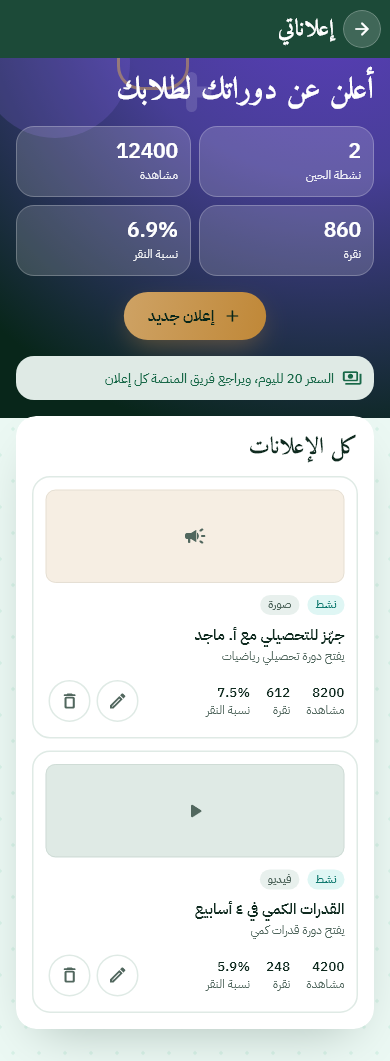 إعلاناتي
أعلن عن دوراتك لطلابك
2
نشطة الحين
12400
مشاهدة
860
نقرة
6.9%
نسبة النقر
إعلان جديد
السعر 20 لليوم، ويراجع فريق المنصة كل إعلان
كل الإعلانات
نشط
صورة
جهّز للتحصيلي مع أ. ماجد
يفتح دورة تحصيلي رياضيات
8200
مشاهدة
612
نقرة
7.5%
نسبة النقر
نشط
فيديو
القدرات الكمي في ٤ أسابيع
يفتح دورة قدرات كمي
4200
مشاهدة
248
نقرة
5.9%
نسبة النقر